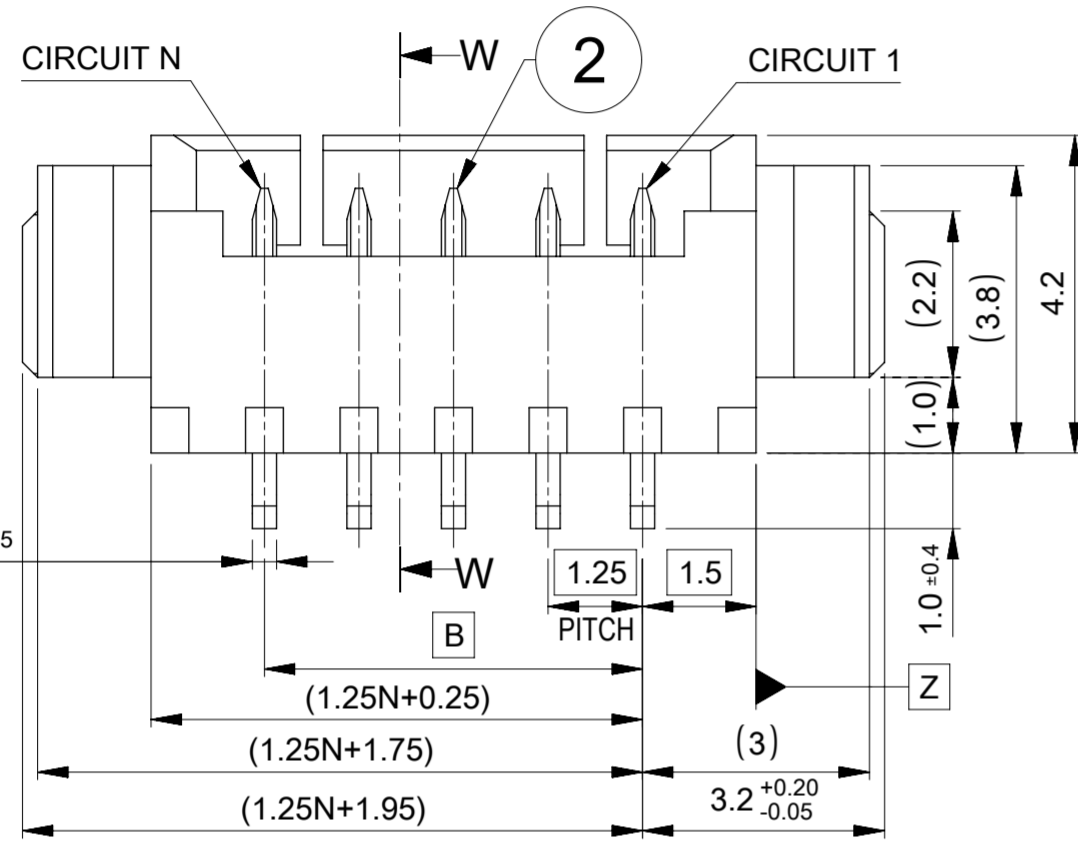 CIRCUIT N
W
2
CIRCUIT 1
(2.2)
(3.8)
4.2
(1.0)
5
W
1.25
1.5
1.0 ±0.4
B
PITCH
Z
(1.25N+0.25)
(1.25N+1.75)
(3)
(1.25N+1.95)
3.2 +0.20 -0.05